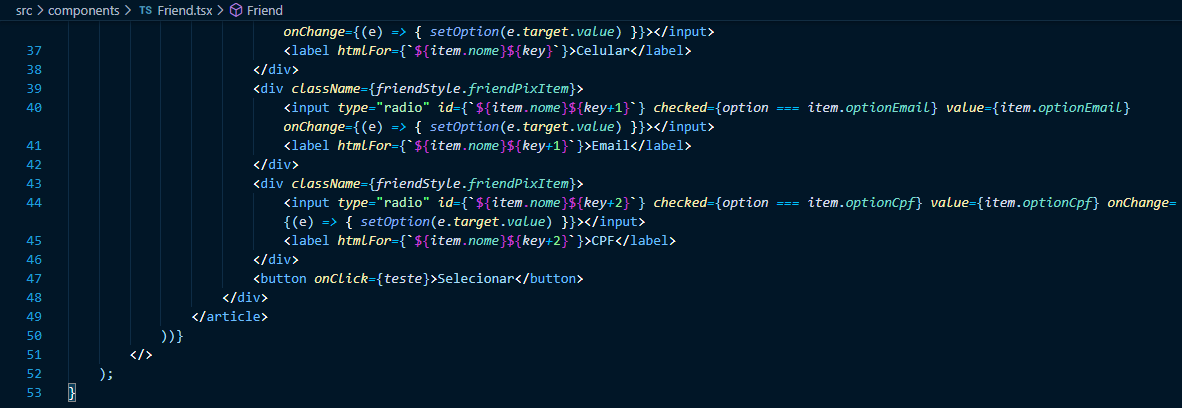 src > components > TS Friend.tsx > Friend
onChange={(e) => { setOption(e.target.value) }}></input>
37 <label htmlFor={`${item.nome}${key}`}>Celular</label>
38 </div>
39 <div className={friendStyle.friendPixItem}>
40 <input type="radio" id={`${item.nome}${key+1}`} checked={option === item.optionEmail} value={item.optionEmail}
onChange={(e) => { setOption(e.target.value) }}></input>
41 <label htmlFor={`${item.nome}${key+1}`}>Email</label>
42 </div>
43 <div className={friendStyle.friendPixItem}>
44 <input type="radio" id={`${item.nome}${key+2}`} checked={option === item.optionCpf} value={item.optionCpf} onChange=
{(e) => { setOption(e.target.value) }}></input>
45 <label htmlFor={`${item.nome}${key+2}`}>CPF</label>
46 </div>
47 <button onClick={teste}>Selecionar</button>
48 </div>
49 </article>
50 ))}
51 </>
52 );
53 }